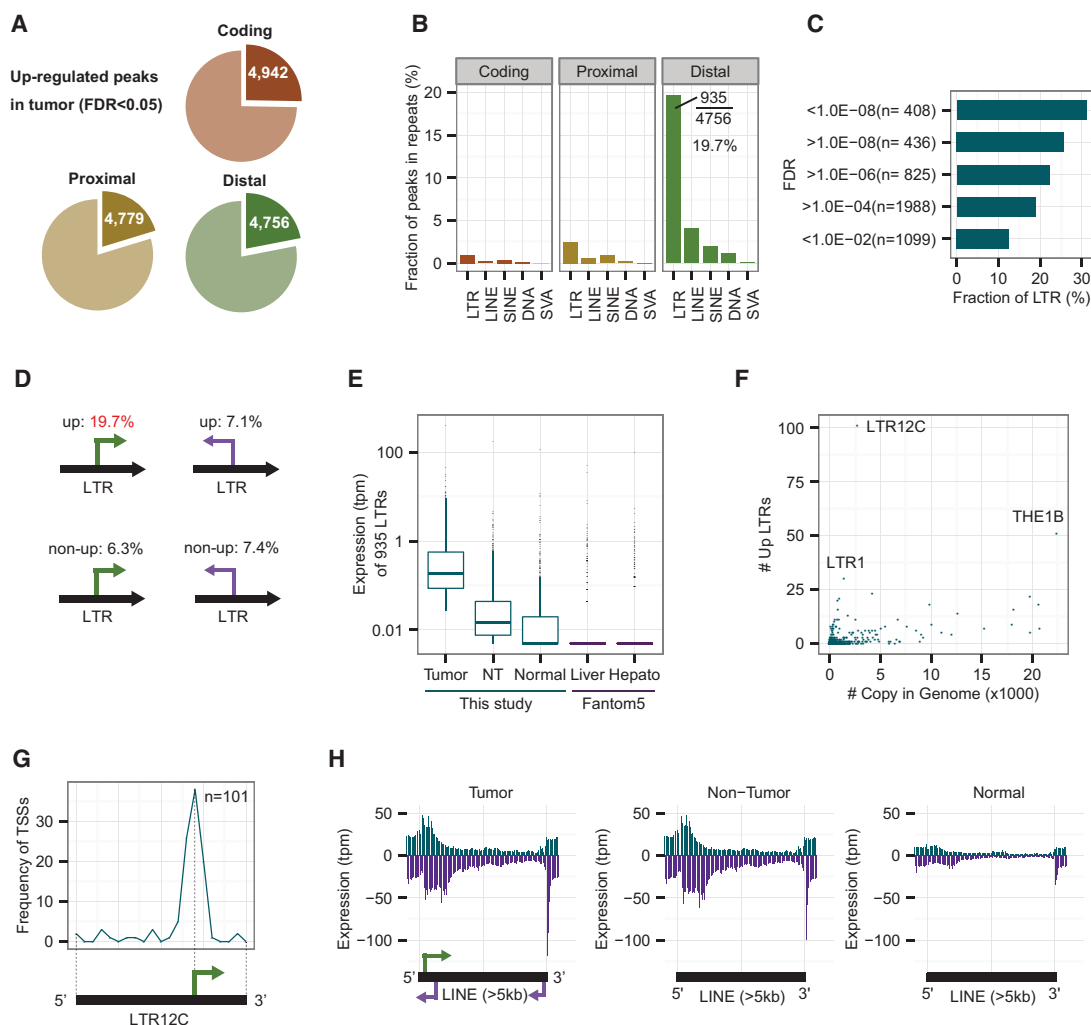 A
Up-regulated peaks
in tumor (FDR<0.05)
Coding
4,942
Proximal
4,779
Distal
4,756
B
Fraction of peaks in repeats (%)
20
15
10
5
0
Coding
Proximal
Distal
935
4756
19.7%
LTR
LINE
SINE
DNA
SVA
LTR
LINE
SINE
DNA
SVA
LTR
LINE
SINE
DNA
SVA
C
FDR
<1.0E−08(n= 408)
>1.0E−08(n= 436)
>1.0E−06(n= 825)
>1.0E−04(n=1988)
<1.0E−02(n=1099)
0 10 20 30
Fraction of LTR (%)
D
up: 19.7%
LTR
up: 7.1%
LTR
non-up: 6.3%
LTR
non-up: 7.4%
LTR
E
Expression (tpm)
of 935 LTRs
100
1
0.01
Tumor NT Normal Liver Hepato
This study Fantom5
F
# Up LTRs
100
75
50
25
0
LTR12C
THE1B
LTR1
0 5 10 15 20
# Copy in Genome (x1000)
G
Frequency of TSSs
30
20
10
0
n=101
5'
3'
LTR12C
H
Tumor
Expression (tpm)
50
0
−50
−100
5'
3'
LINE (>5kb)
Non−Tumor
Expression (tpm)
50
0
−50
−100
5'
3'
LINE (>5kb)
Normal
Expression (tpm)
50
0
−50
−100
5'
3'
LINE (>5kb)